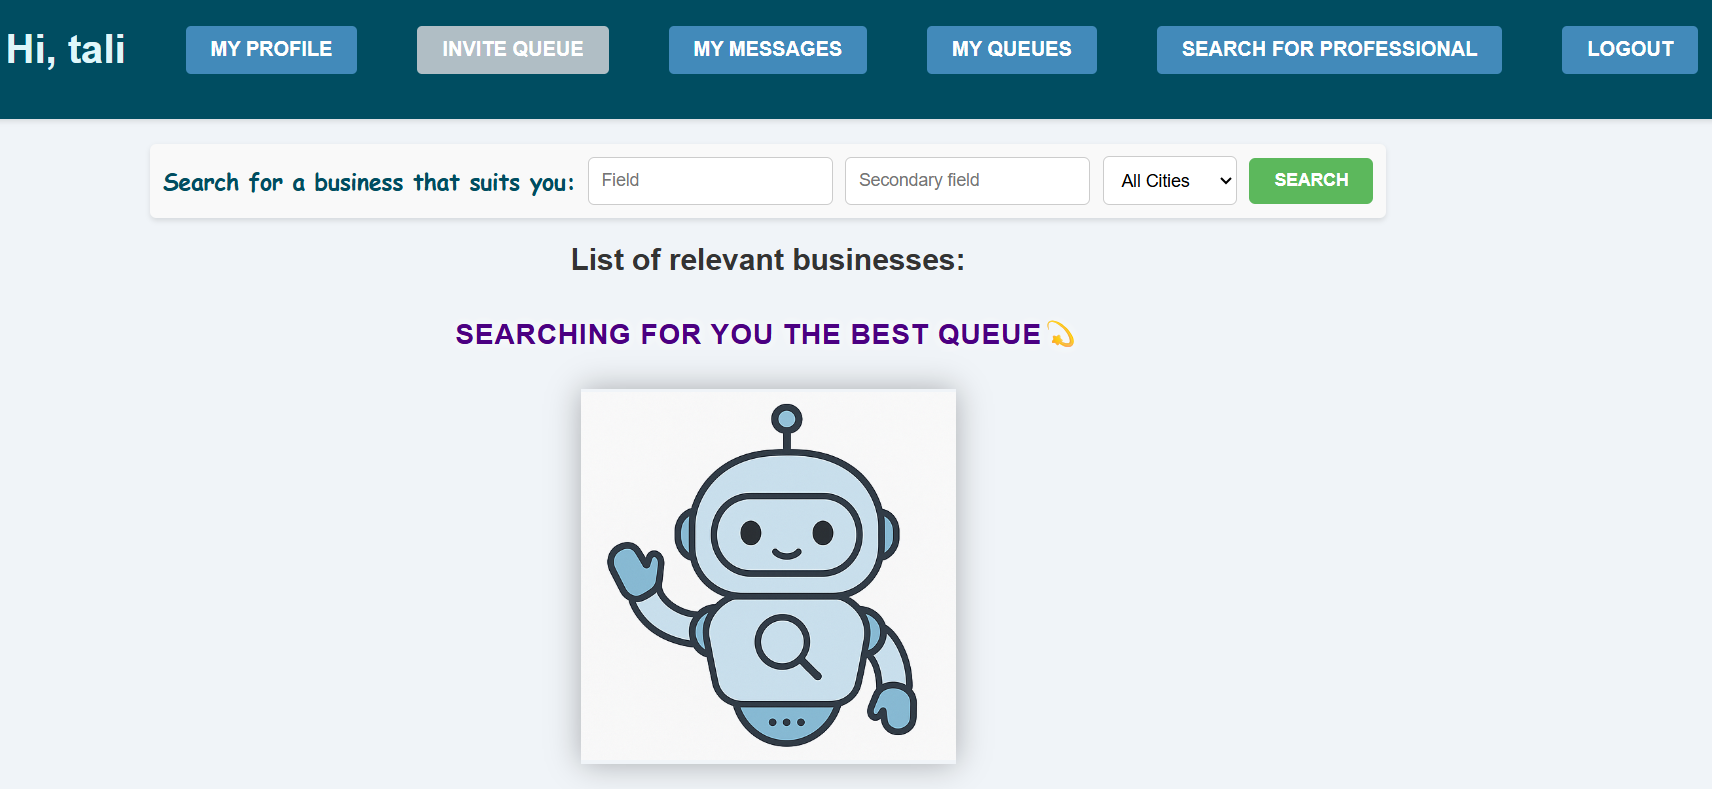 Hi, tali
MY PROFILE
INVITE QUEUE
MY MESSAGES
MY QUEUES
SEARCH FOR PROFESSIONAL
LOGOUT
Search for a business that suits you:
Field
Secondary field
All Cities
SEARCH
List of relevant businesses:
SEARCHING FOR YOU THE BEST QUEUE💫